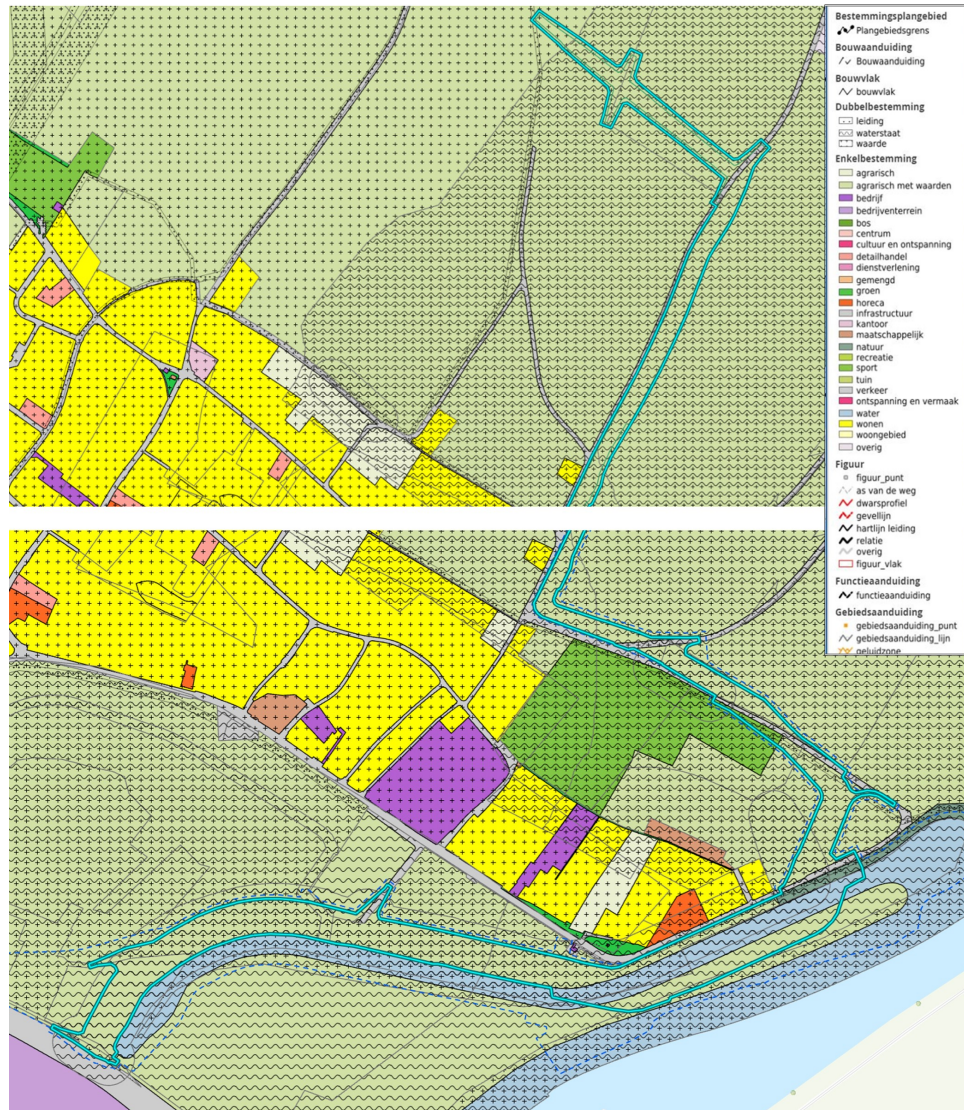 Bestemmingsplangebied
Plangebiedsgrens
Bouwaanduiding
Bouwaanduiding
Bouwvlak
bouwvlak
Dubbelbestemming
leiding
waterstaat
waarde
Enkelbestemming
agrarisch
agrarisch met waarden
bedrijf
bedrijventerrein
bos
centrum
cultuur en ontspanning
detailhandel
dienstverlening
gemengd
groen
horeca
infrastructuur
kantoor
maatschappelijk
natuur
recreatie
sport
tuin
verkeer
ontspanning en vermaak
water
wonen
woongebied
overig
Figuur
figuur_punt
as van de weg
dwarsprofiel
gevellijn
hartlijn leiding
relatie
overig
figuur_vlak
Functieaanduiding
functieaanduiding
Gebiedsaanduiding
gebiedsaanduiding_punt
gebiedsaanduiding_lijn
geluidzone